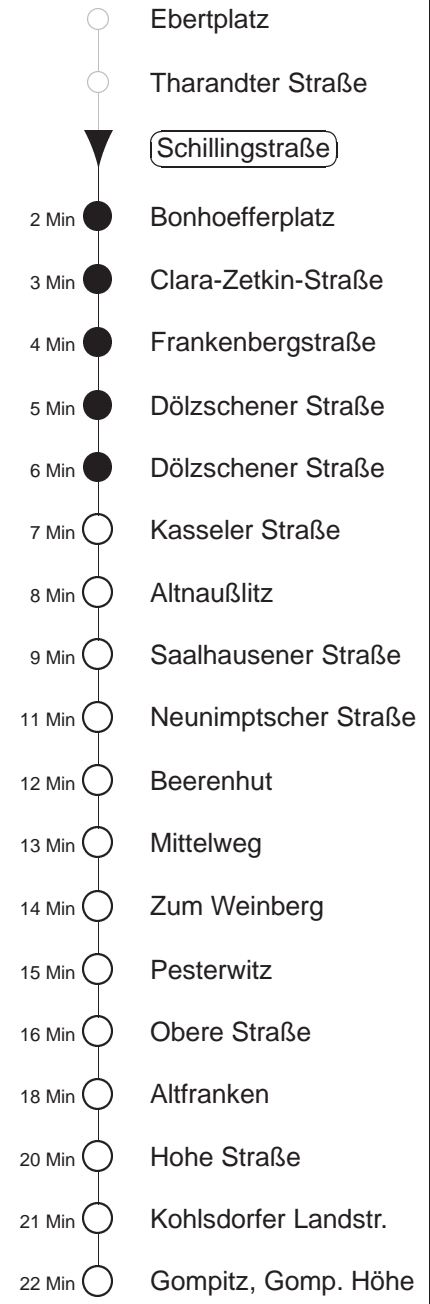 Ebertplatz
Tharandter Straße
Schillingstraße
2 Min Bonhoefferplatz
3 Min Clara-Zetkin-Straße
4 Min Frankenbergstraße
5 Min Dölzschener Straße
6 Min Dölzschener Straße
7 Min Kasseler Straße
8 Min Altnaußlitz
9 Min Saalhausener Straße
11 Min Neunimptscher Straße
12 Min Beerenhut
13 Min Mittelweg
14 Min Zum Weinberg
15 Min Pesterwitz
16 Min Obere Straße
18 Min Altfranken
20 Min Hohe Straße
21 Min Kohlsdorfer Landstr.
22 Min Gompitz, Gomp. Höhe